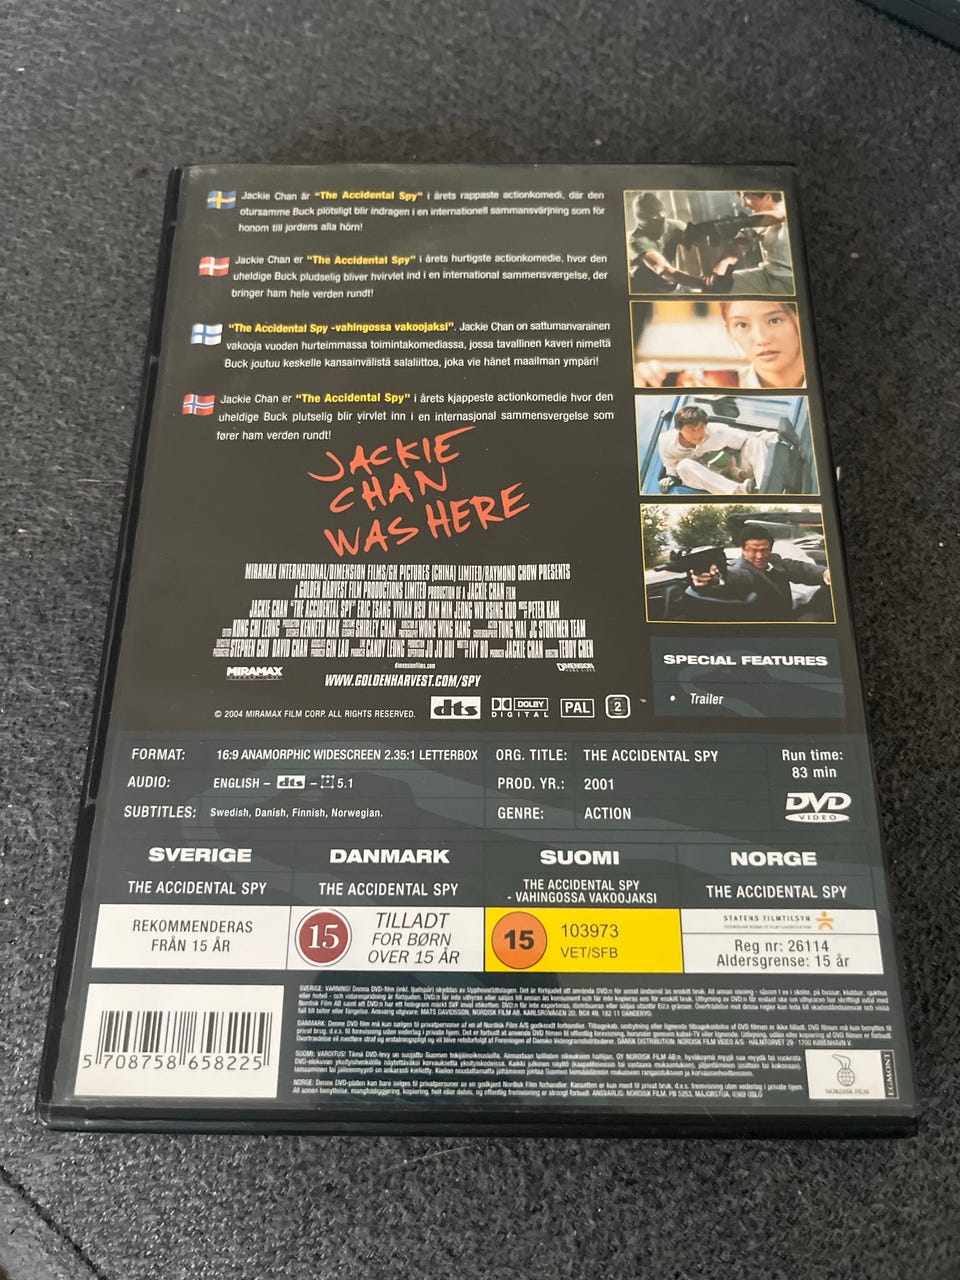 Jackie Chan är "The Accidental Spy" i årets rappaste actionkomedi, där den
otursamme Buck plötsligt blir indragen i en internationell sammansvärjning som för
honom till jordens alla hörn!
Jackie Chan er "The Accidental Spy" i årets hurtigste actionkomedie, hvor den
uheldige Buck pludselig bliver hvirvlet ind i en international sammensværgelse, der
bringer ham hele verden rundt!
"The Accidental Spy -vahingossa vakoojaksi". Jackie Chan on sattumanvarainen
vakooja vuoden hurteimmassa toimintakomediassa, jossa tavallinen kaveri nimeltä
Buck joutuu keskelle kansainvälistä salaliittoa, joka vie hänet maailman ympäri!
Jackie Chan er "The Accidental Spy" i årets kjappeste actionkomedie hvor den
uheldige Buck plutselig blir virvlet inn i en internasjonal sammensvergelse som
fører ham verden rundt!
JACKIE
CHAN
WAS HERE
MIRAMAX INTERNATIONAL/DIMENSION FILMS/GH PICTURES (CHINA) LIMITED/RAYMOND CHOW PRESENTS
A GOLDEN HARVEST FILM PRODUCTIONS LIMITED PRODUCTION OF A JACKIE CHAN FILM
JACKIE CHAN "THE ACCIDENTAL SPY" ERIC TSANG VIVIAN HSU KIM MIN JEONG WU HSING KUO MUSIC BY PETER KAM
KENNETH MAK SHIRLEY CHAN WONG WING HANG TUNG WAI JC STUNTMEN TEAM
STEPHEN CHU DAVID CHAN GIN LAU CANDY LEUNG JO JO HUI WRITTEN BY IVY HO PRODUCER JACKIE CHAN DIRECTOR TEDDY CHEN
MIRAMAX
dimensionfilms.com
DIMENSION
WWW.GOLDENHARVEST.COM/SPY
© 2004 MIRAMAX FILM CORP. ALL RIGHTS RESERVED.
dts
DOLBY
DIGITAL
PAL
2
SPECIAL FEATURES
• Trailer
FORMAT: 16:9 ANAMORPHIC WIDESCREEN 2.35:1 LETTERBOX
AUDIO: ENGLISH – dts – 5.1
SUBTITLES: Swedish, Danish, Finnish, Norwegian.
ORG. TITLE: THE ACCIDENTAL SPY
PROD. YR.: 2001
GENRE: ACTION
Run time:
83 min
DVD
VIDEO
SVERIGE
THE ACCIDENTAL SPY
REKOMMENDERAS
FRÅN 15 ÅR
DANMARK
THE ACCIDENTAL SPY
15
TILLADT
FOR BØRN
OVER 15 ÅR
SUOMI
THE ACCIDENTAL SPY
- VAHINGOSSA VAKOOJAKSI
15
103973
VET/SFB
NORGE
THE ACCIDENTAL SPY
STATENS FILMTILSYN
Reg nr: 26114
Aldersgrense: 15 år
5 708758 658225
NORDISK FILM
EGMONT